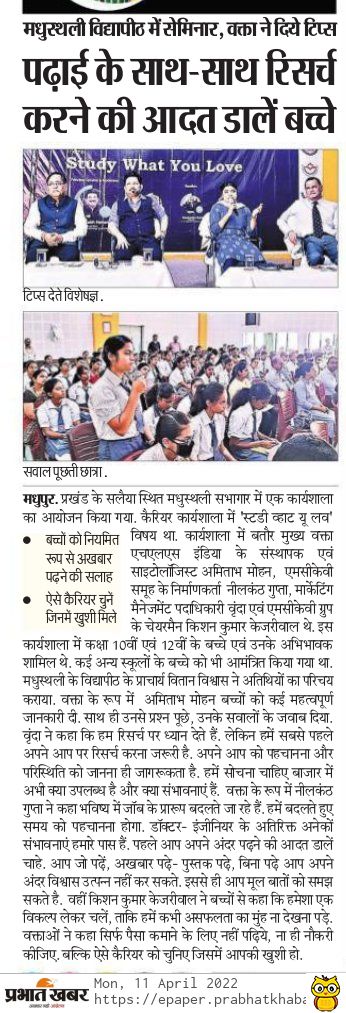 मधुस्थली विद्यापीठ में सेमिनार, वक्ता ने दिये टिप्स
पढ़ाई के साथ-साथ रिसर्च
करने की आदत डालें बच्चे
Study What You Love
टिप्स देते विशेषज्ञ.
सवाल पूछती छात्रा.
मधुपुर. प्रखंड के सलैया स्थित मधुस्थली सभागार में एक कार्यशाला
का आयोजन किया गया. कैरियर कार्यशाला में 'स्टडी व्हाट यू लव'
विषय था. कार्यशाला में बतौर मुख्य वक्ता
एचएलएस इंडिया के संस्थापक एवं
साइटोलॉजिस्ट अमिताभ मोहन, एमसीकेवी
समूह के निर्माणकर्ता नीलकंठ गुप्ता, मार्केटिंग
मैनेजमेंट पदाधिकारी वृंदा एवं एमसीकेवी ग्रुप
के चेयरमैन किशन कुमार केजरीवाल थे. इस
● बच्चों को नियमित
रूप से अखबार
पढ़ने की सलाह
● ऐसे कैरियर चुनें
जिनमें खुशी मिले
कार्यशाला में कक्षा 10वीं एवं 12वीं के बच्चे एवं उनके अभिभावक
शामिल थे. कई अन्य स्कूलों के बच्चे को भी आमंत्रित किया गया था.
मधुस्थली के विद्यापीठ के प्राचार्य वितान विश्वास ने अतिथियों का परिचय
कराया. वक्ता के रूप में अमिताभ मोहन बच्चों को कई महत्वपूर्ण
जानकारी दी. साथ ही उनसे प्रश्न पूछे, उनके सवालों के जवाब दिया.
वृंदा ने कहा कि हम रिसर्च पर ध्यान देते हैं. लेकिन हमें सबसे पहले
अपने आप पर रिसर्च करना जरूरी है. अपने आप को पहचानना और
परिस्थिति को जानना ही जागरूकता है. हमें सोचना चाहिए बाजार में
अभी क्या उपलब्ध है और क्या संभावनाएं हैं. वक्ता के रूप में नीलकंठ
गुप्ता ने कहा भविष्य में जॉब के प्रारूप बदलते जा रहे हैं. हमें बदलते हुए
समय को पहचानना होगा. डॉक्टर- इंजीनियर के अतिरिक्त अनेकों
संभावनाएं हमारे पास हैं. पहले आप अपने अंदर पढ़ने की आदत डालें
चाहे. आप जो पढ़ें, अखबार पढ़े- पुस्तक पढ़े, बिना पढ़े आप अपने
अंदर विश्वास उत्पन्न नहीं कर सकते. इससे ही आप मूल बातों को समझ
सकते है. वहीं किशन कुमार केजरीवाल ने बच्चों से कहा कि हमेशा एक
विकल्प लेकर चलें, ताकि हमें कभी असफलता का मुंह ना देखना पड़े.
वक्ताओं ने कहा सिर्फ पैसा कमाने के लिए नहीं पढ़िये, ना ही नौकरी
कीजिए. बल्कि ऐसे कैरियर को चुनिए जिसमें आपकी खुशी हो.
प्रभात खबर
Mon, 11 April 2022
https://epaper.prabhatkhaba